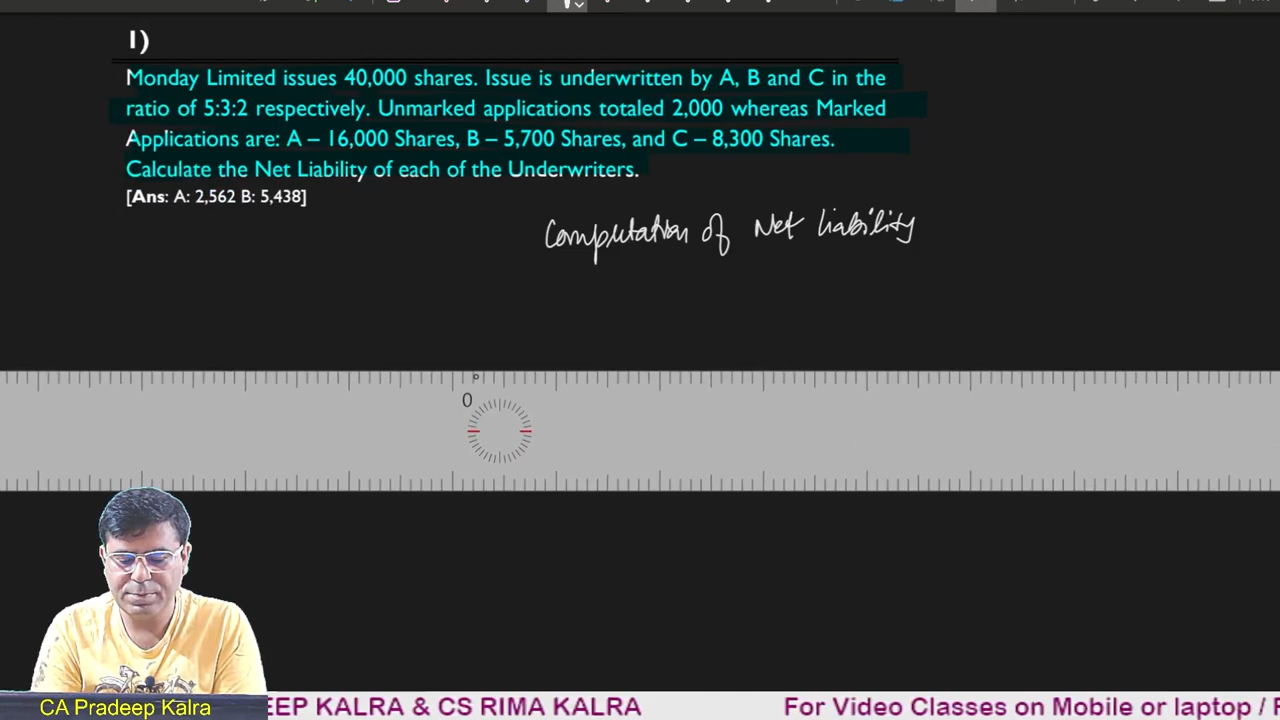 1)
Monday Limited issues 40,000 shares. Issue is underwritten by A, B and C in the
ratio of 5:3:2 respectively. Unmarked applications totaled 2,000 whereas Marked
Applications are: A – 16,000 Shares, B – 5,700 Shares, and C – 8,300 Shares.
Calculate the Net Liability of each of the Underwriters.
[Ans: A: 2,562 B: 5,438]
Computation of Net Liability
0
CA Pradeep Kalra
EEP KALRA & CS RIMA KALRA
For Video Classes on Mobile or laptop /